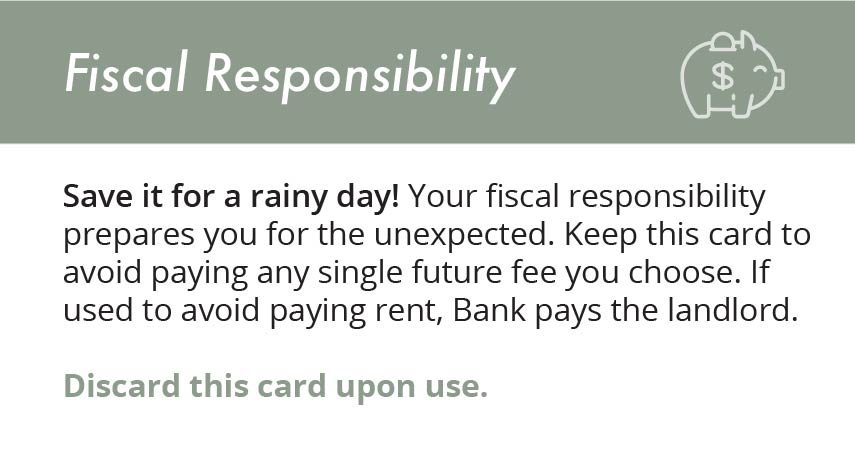 Fiscal Responsibility
$
Save it for a rainy day! Your fiscal responsibility
prepares you for the unexpected. Keep this card to
avoid paying any single future fee you choose. If
used to avoid paying rent, Bank pays the landlord.
Discard this card upon use.